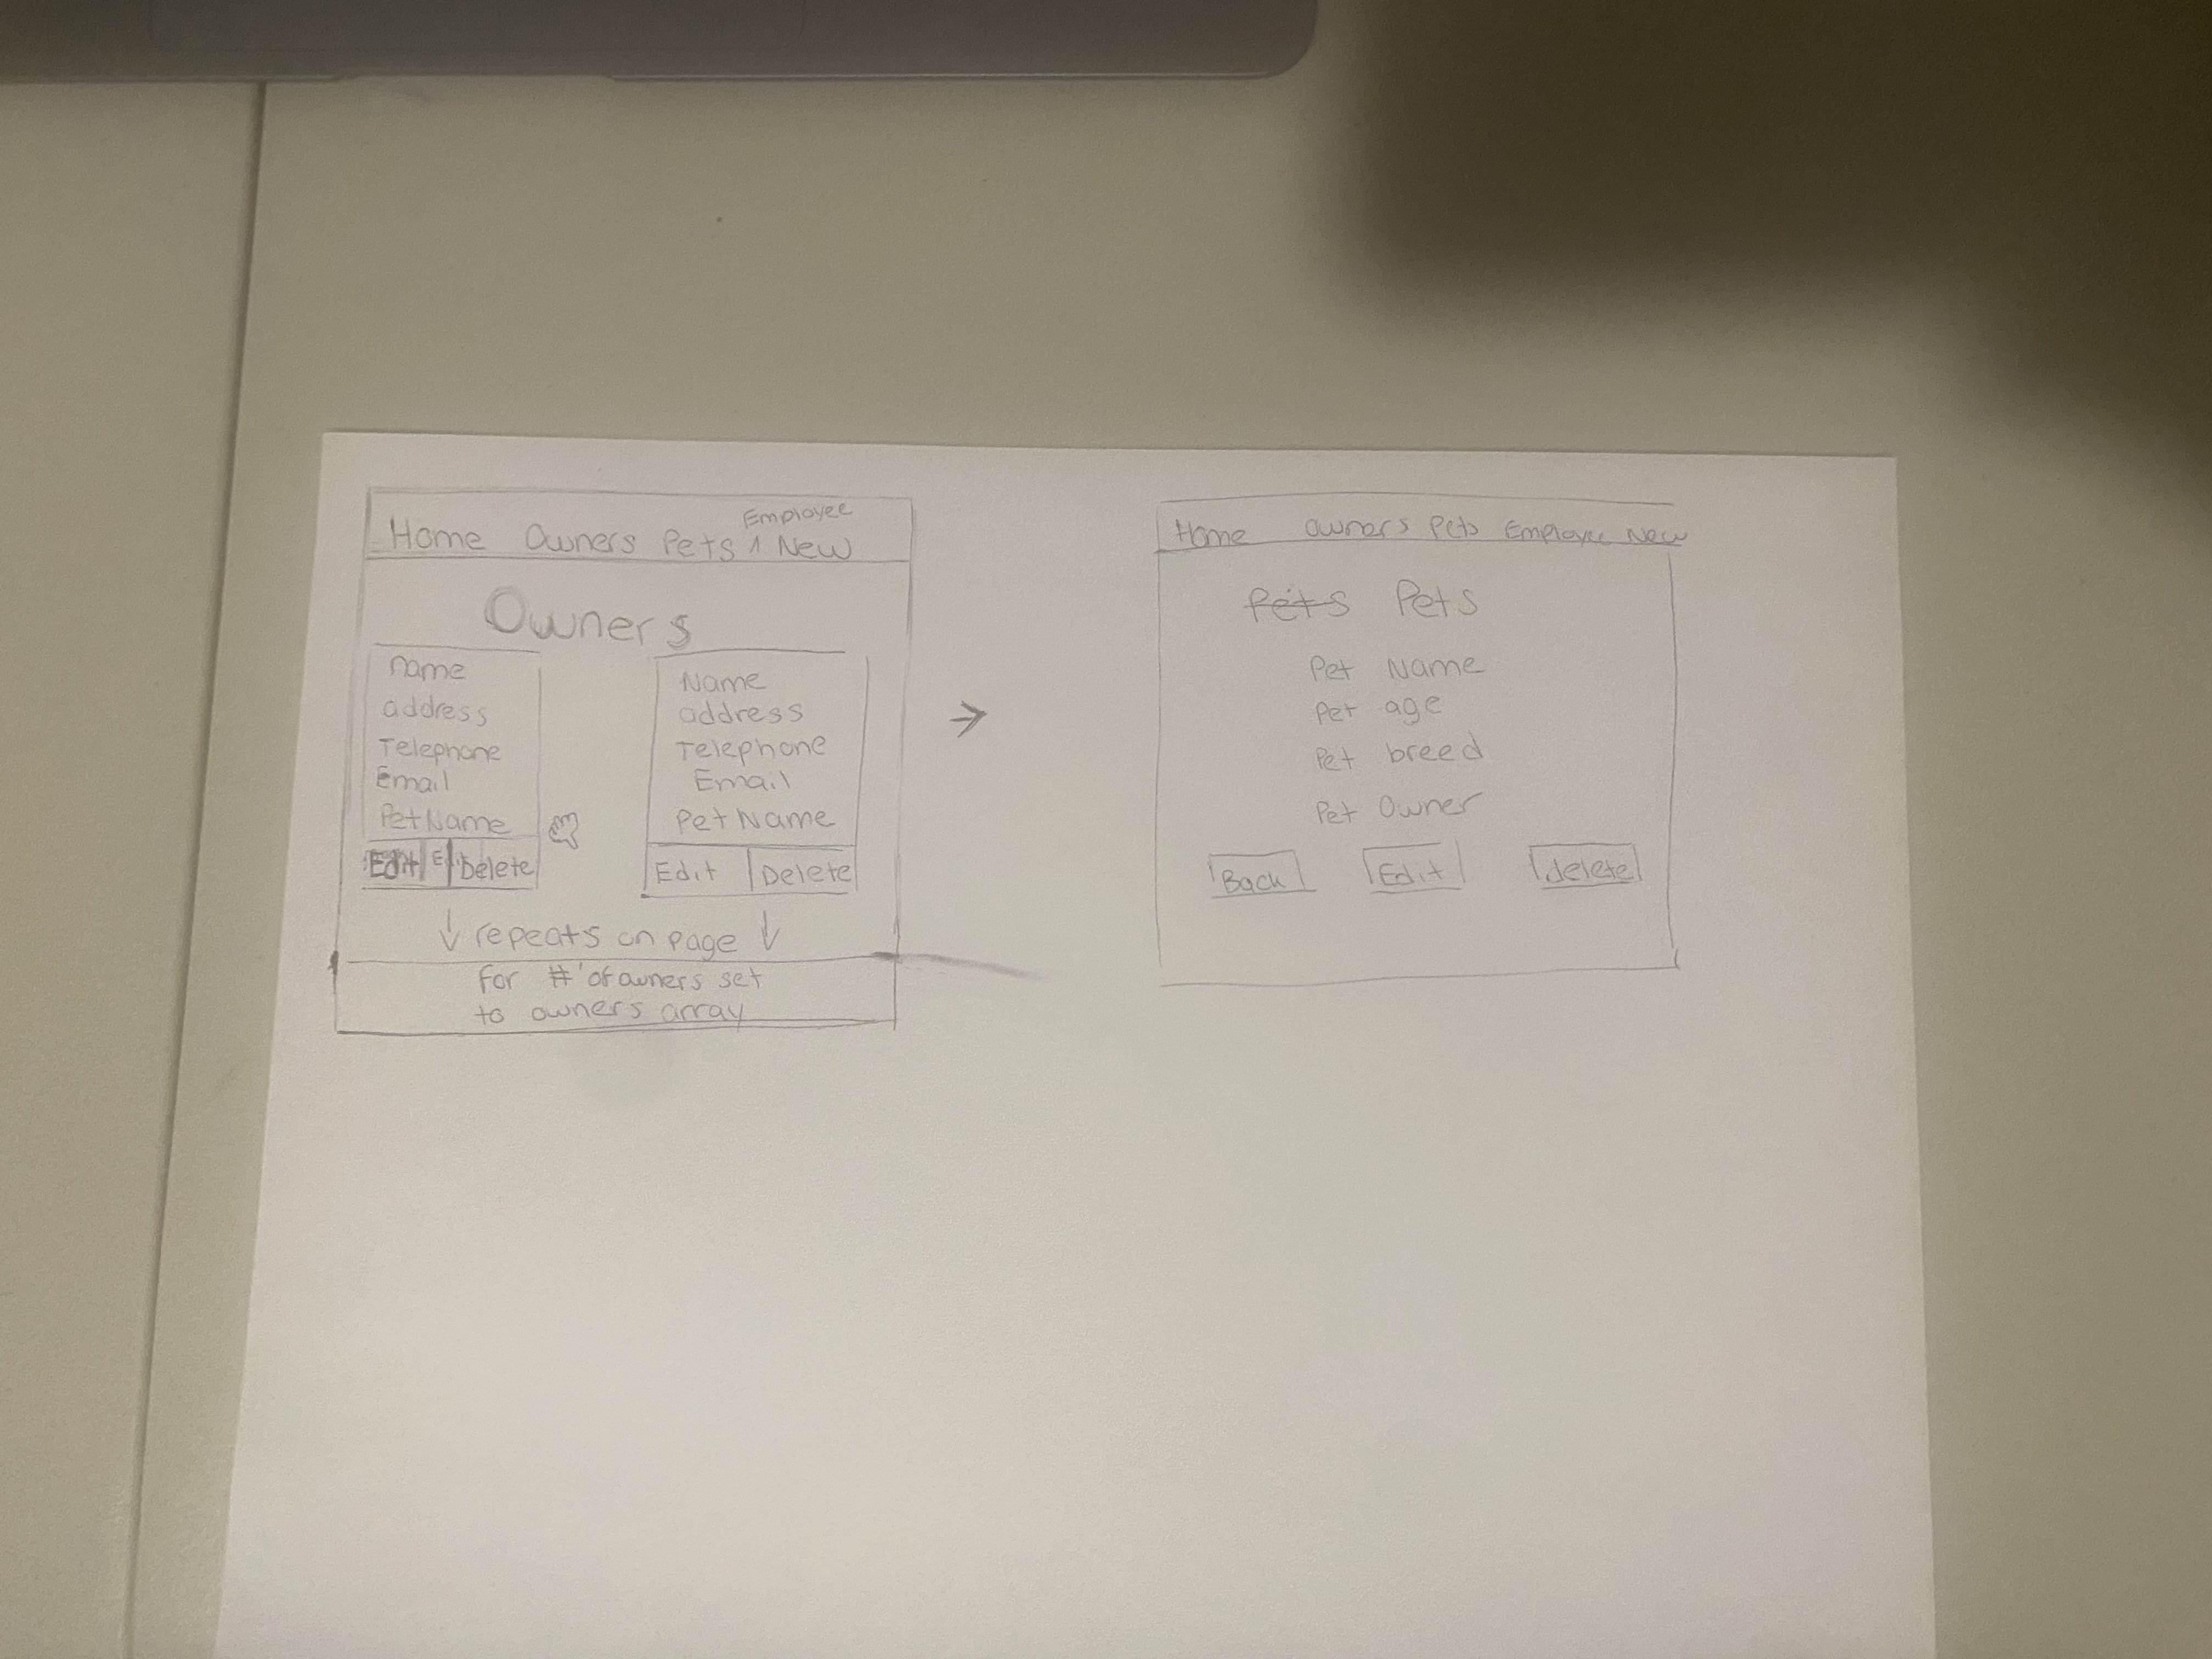 Employee
Home Owners Pets ^ New
Owners
name
address
Telephone
Email
Pet Name
Edit E Delete
Name
address
Telephone
Email
Pet Name
Edit Delete
↓ repeats on page ↓
for # of owners set
to owners array
→
Home Owners Pets Employee New
Pets Pets
Pet Name
Pet age
Pet breed
Pet Owner
Back Edit delete